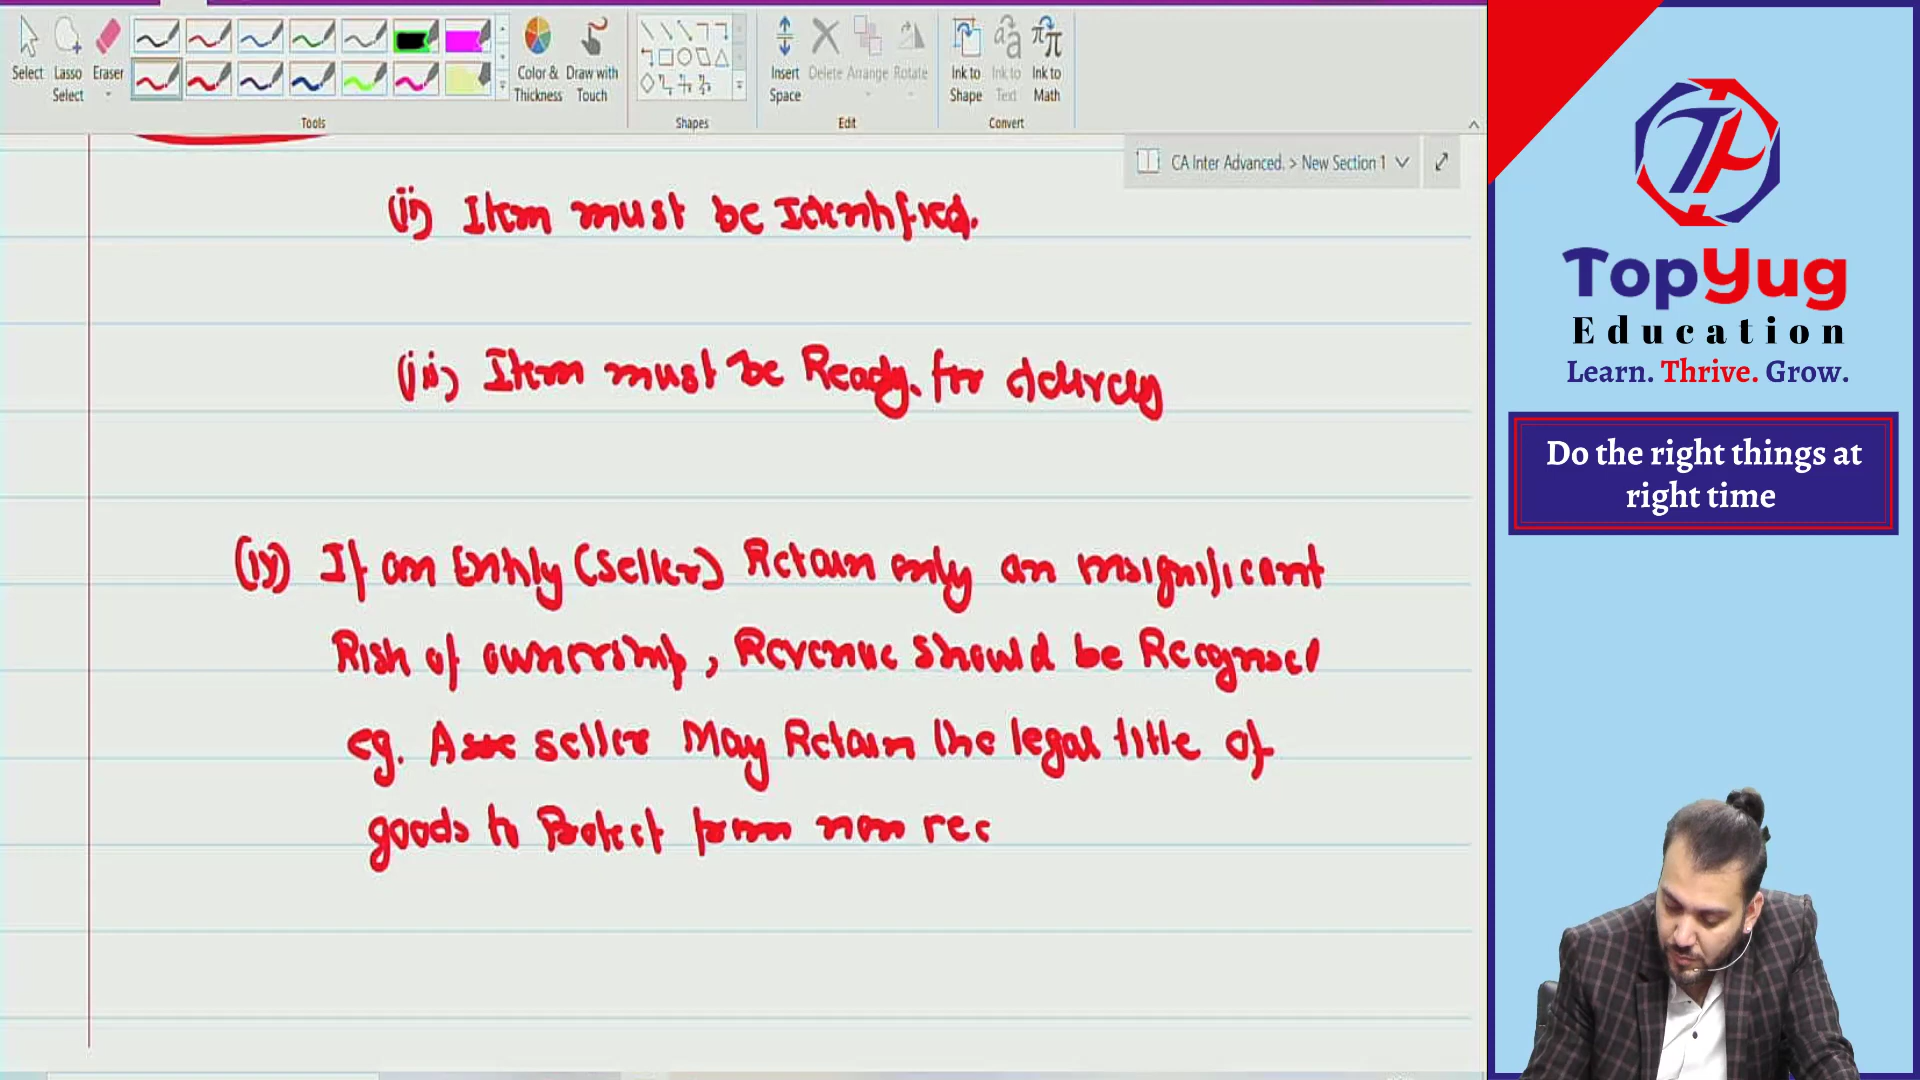 Select
Lasso Select
Eraser
Color & Thickness
Draw with Touch
Insert Space
Delete
Arrange
Rotate
Ink to Shape
Ink to Text
Ink to Math
Tools
Shapes
Edit
Convert
CA Inter Advanced. > New Section 1
(ii) Item must be Identified.
(iii) Item must be Ready. for delivery
(iv) If an Entity (seller) Retain only an insignificant
Risk of ownership, Revenue should be Recognised
eg. A seller May Retain the legal title of
goods to Protect from non rec
TopYug
Education
Learn. Thrive. Grow.
Do the right things at
right time